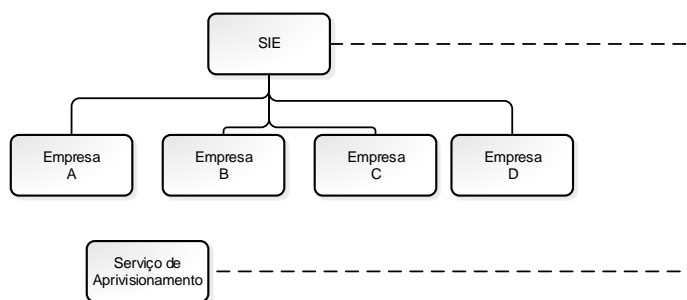 SIE
Empresa
A
Empresa
B
Empresa
C
Empresa
D
Serviço de
Aprivisionamento